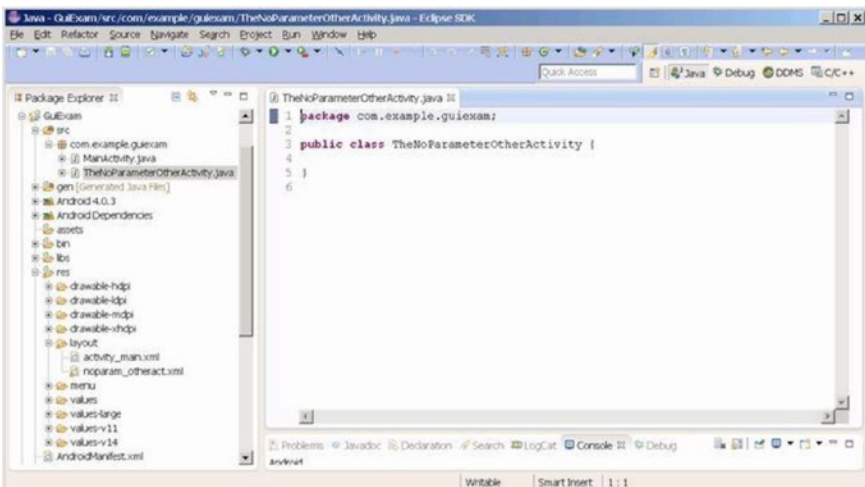 Java - GuiExam/src/com/example/guiexam/TheNoParameterOtherActivity.java - Eclipse SDK
File Edit Refactor Source Navigate Search Project Run Window Help
Quick Access
Java Debug DDMS C/C++
Package Explorer
GuiExam
src
com.example.guiexam
MainActivity.java
TheNoParameterOtherActivity.java
gen [Generated Java Files]
Android 4.0.3
Android Dependencies
assets
bin
libs
res
drawable-hdpi
drawable-ldpi
drawable-mdpi
drawable-xhdpi
layout
activity_main.xml
noparam_otheract.xml
menu
values
values-large
values-v11
values-v14
AndroidManifest.xml
TheNoParameterOtherActivity.java
1 package com.example.guiexam;
2
3 public class TheNoParameterOtherActivity {
4
5 }
6
Problems Javadoc Declaration Search LogCat Console Debug
Android
Writable Smart Insert 1 : 1